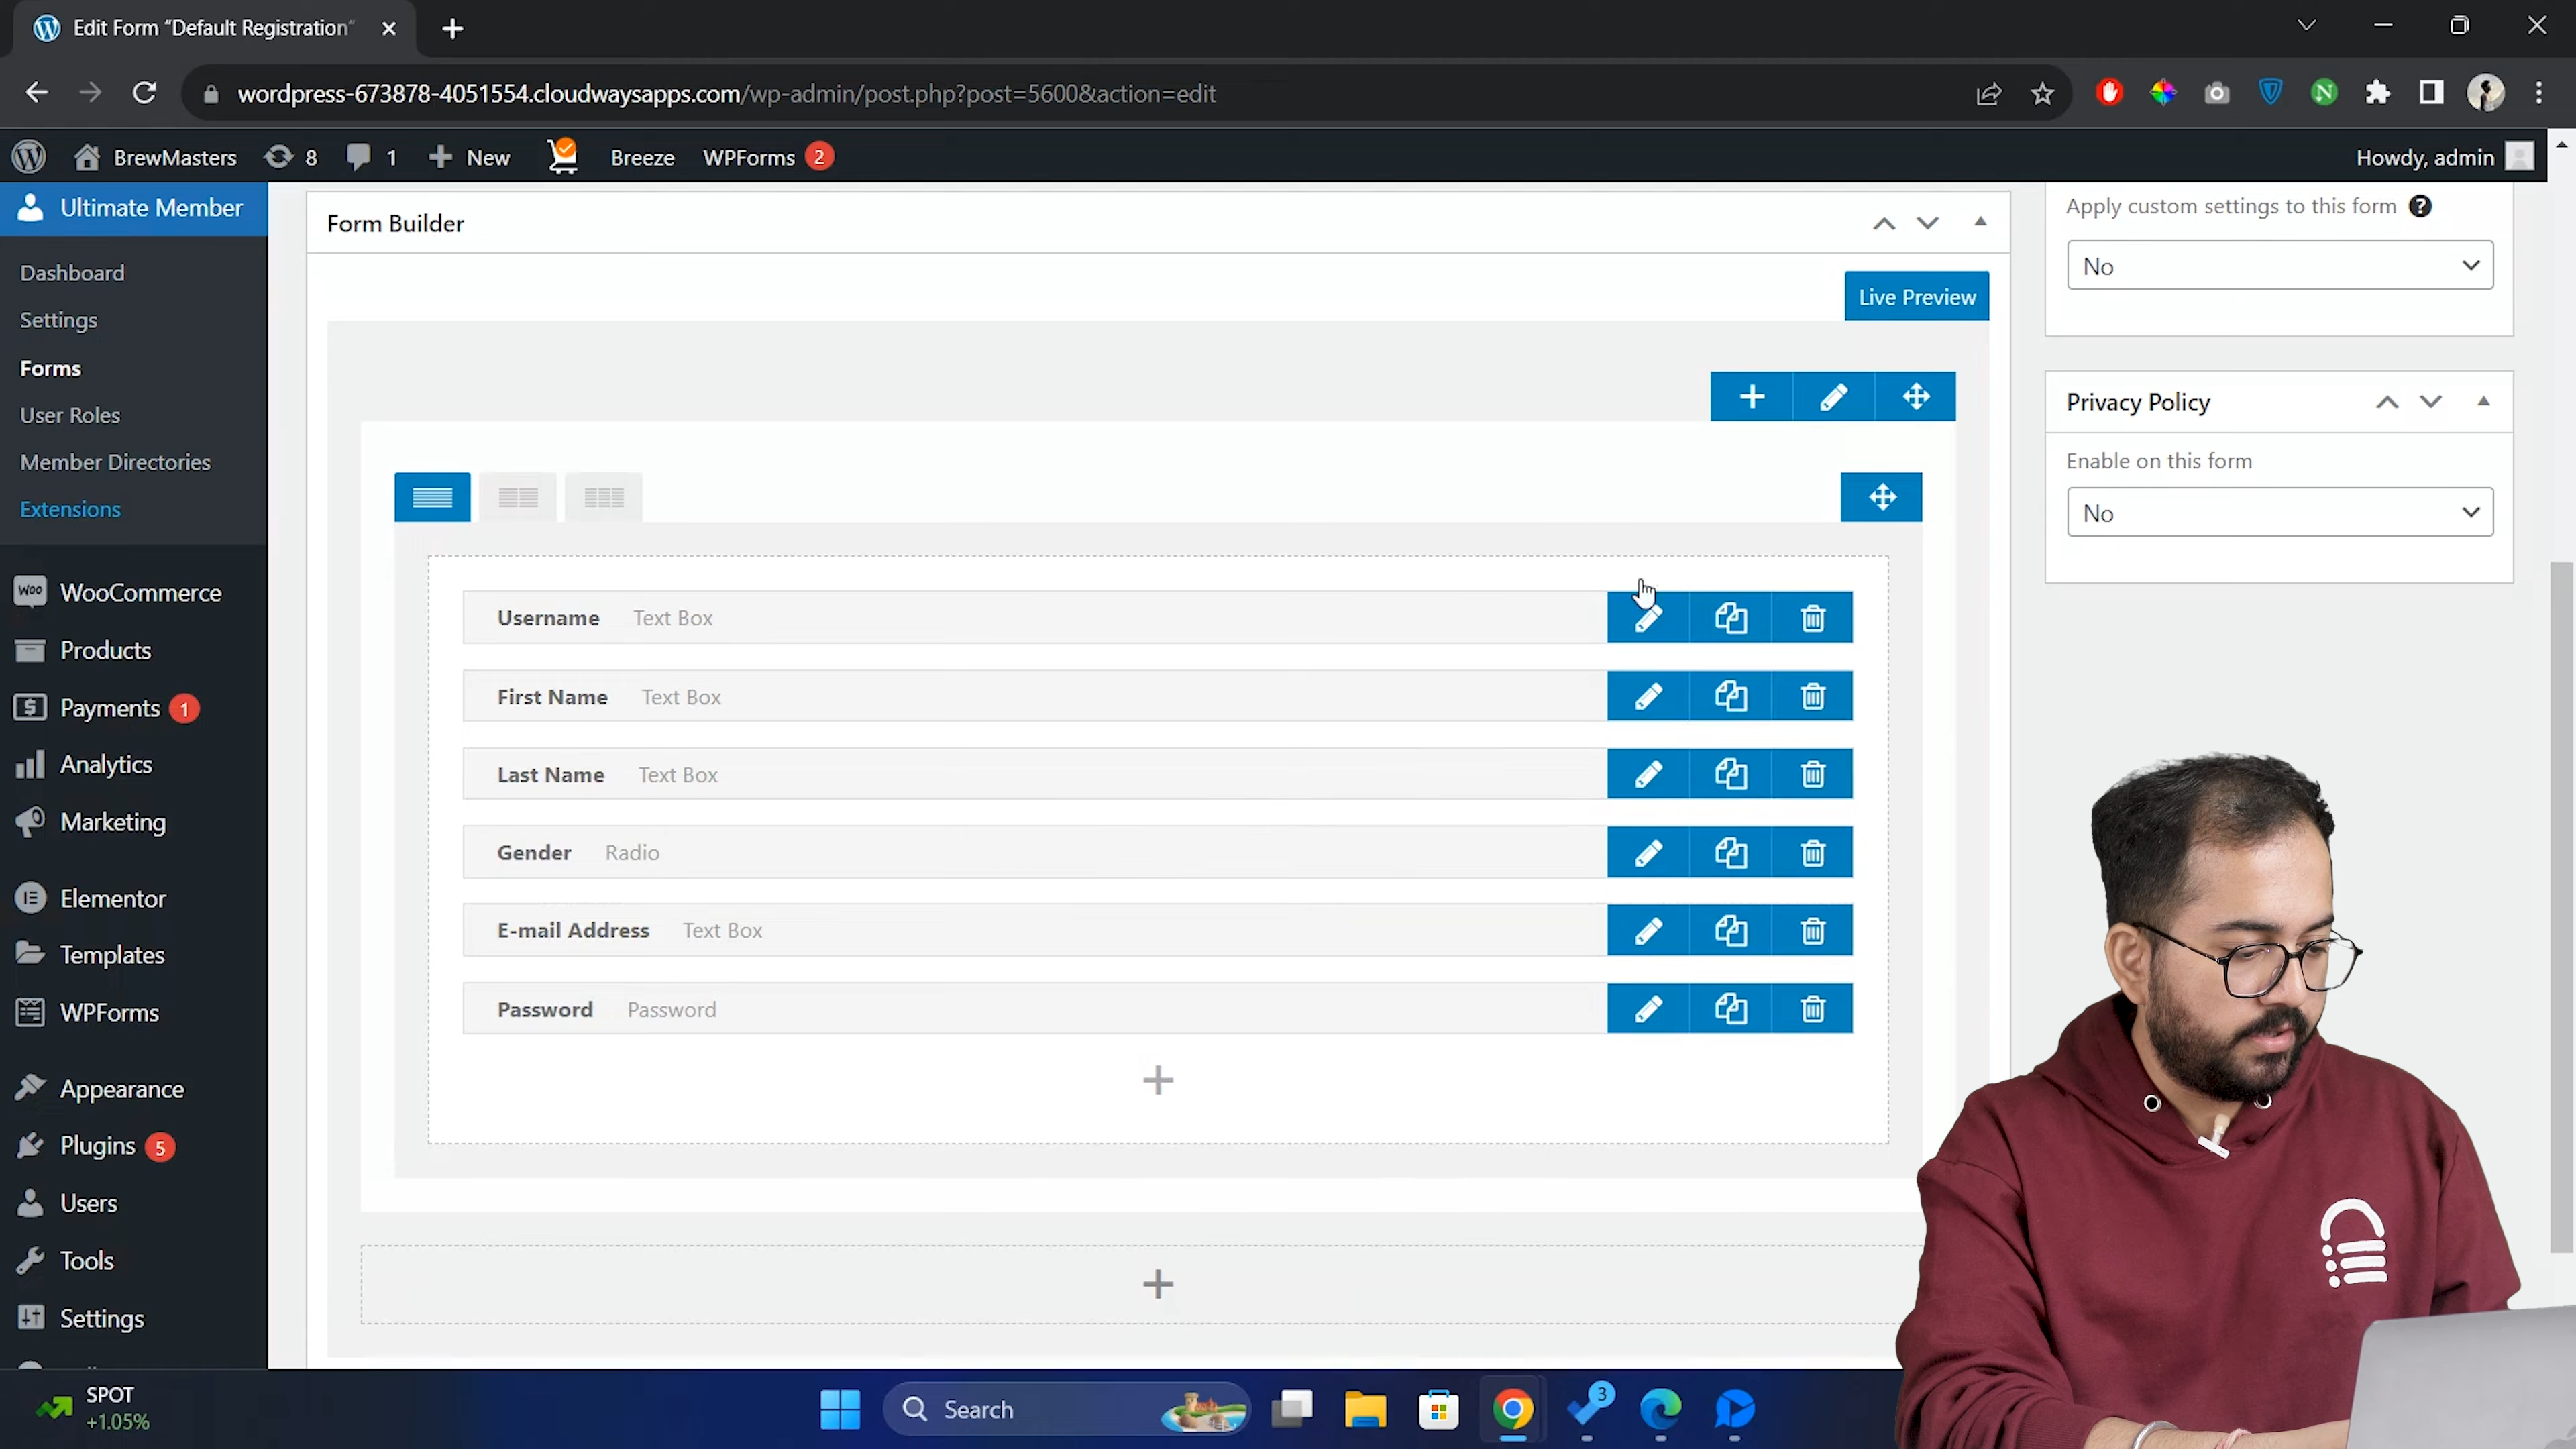 Edit Form “Default Registration”
wordpress-673878-4051554.cloudwaysapps.com/wp-admin/post.php?post=5600&action=edit
BrewMasters
8
1
New
Breeze
WPForms 2
Howdy, admin
Ultimate Member
Dashboard
Settings
Forms
User Roles
Member Directories
Extensions
WooCommerce
Products
Payments 1
Analytics
Marketing
Elementor
Templates
WPForms
Appearance
Plugins 5
Users
Tools
Settings
Form Builder
Live Preview
Username Text Box
First Name Text Box
Last Name Text Box
Gender Radio
E-mail Address Text Box
Password Password
Apply custom settings to this form ?
No
Privacy Policy
Enable on this form
No
SPOT
+1.05%
Search
3